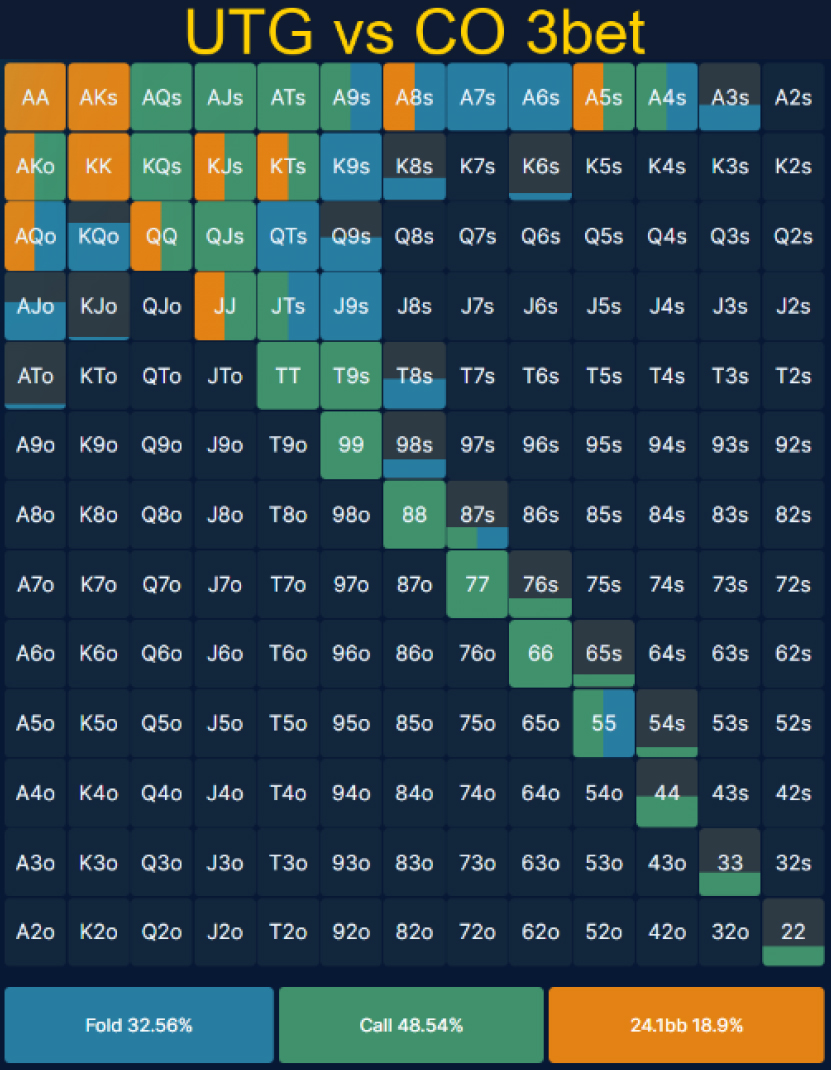 UTG vs CO 3bet
AA AKs AQs AJs ATs A9s A8s A7s A6s A5s A4s A3s A2s
AKo KK KQs KJs KTs K9s K8s K7s K6s K5s K4s K3s K2s
AQo KQo QQ QJs QTs Q9s Q8s Q7s Q6s Q5s Q4s Q3s Q2s
AJo KJo QJo JJ JTs J9s J8s J7s J6s J5s J4s J3s J2s
ATo KTo QTo JTo TT T9s T8s T7s T6s T5s T4s T3s T2s
A9o K9o Q9o J9o T9o 99 98s 97s 96s 95s 94s 93s 92s
A8o K8o Q8o J8o T8o 98o 88 87s 86s 85s 84s 83s 82s
A7o K7o Q7o J7o T7o 97o 87o 77 76s 75s 74s 73s 72s
A6o K6o Q6o J6o T6o 96o 86o 76o 66 65s 64s 63s 62s
A5o K5o Q5o J5o T5o 95o 85o 75o 65o 55 54s 53s 52s
A4o K4o Q4o J4o T4o 94o 84o 74o 64o 54o 44 43s 42s
A3o K3o Q3o J3o T3o 93o 83o 73o 63o 53o 43o 33 32s
A2o K2o Q2o J2o T2o 92o 82o 72o 62o 52o 42o 32o 22
Fold 32.56% Call 48.54% 24.1bb 18.9%